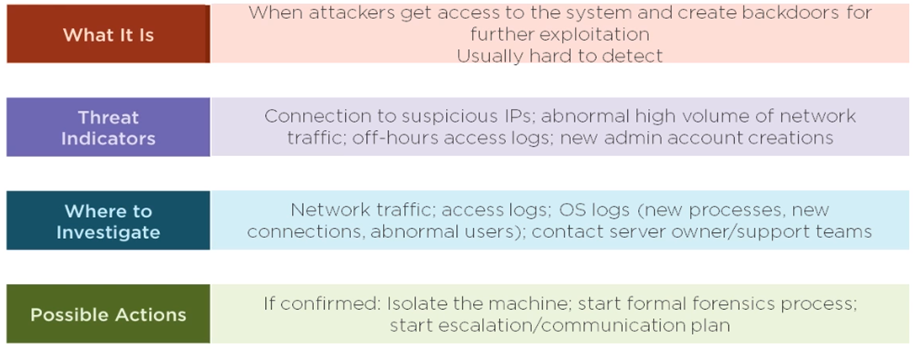 What It Is
When attackers get access to the system and create backdoors for
further exploitation
Usually hard to detect
Threat
Indicators
Connection to suspicious IPs; abnormal high volume of network
traffic; off-hours access logs; new admin account creations
Where to
Investigate
Network traffic; access logs; OS logs (new processes, new
connections, abnormal users); contact server owner/support teams
Possible Actions
If confirmed: Isolate the machine; start formal forensics process;
start escalation/communication plan